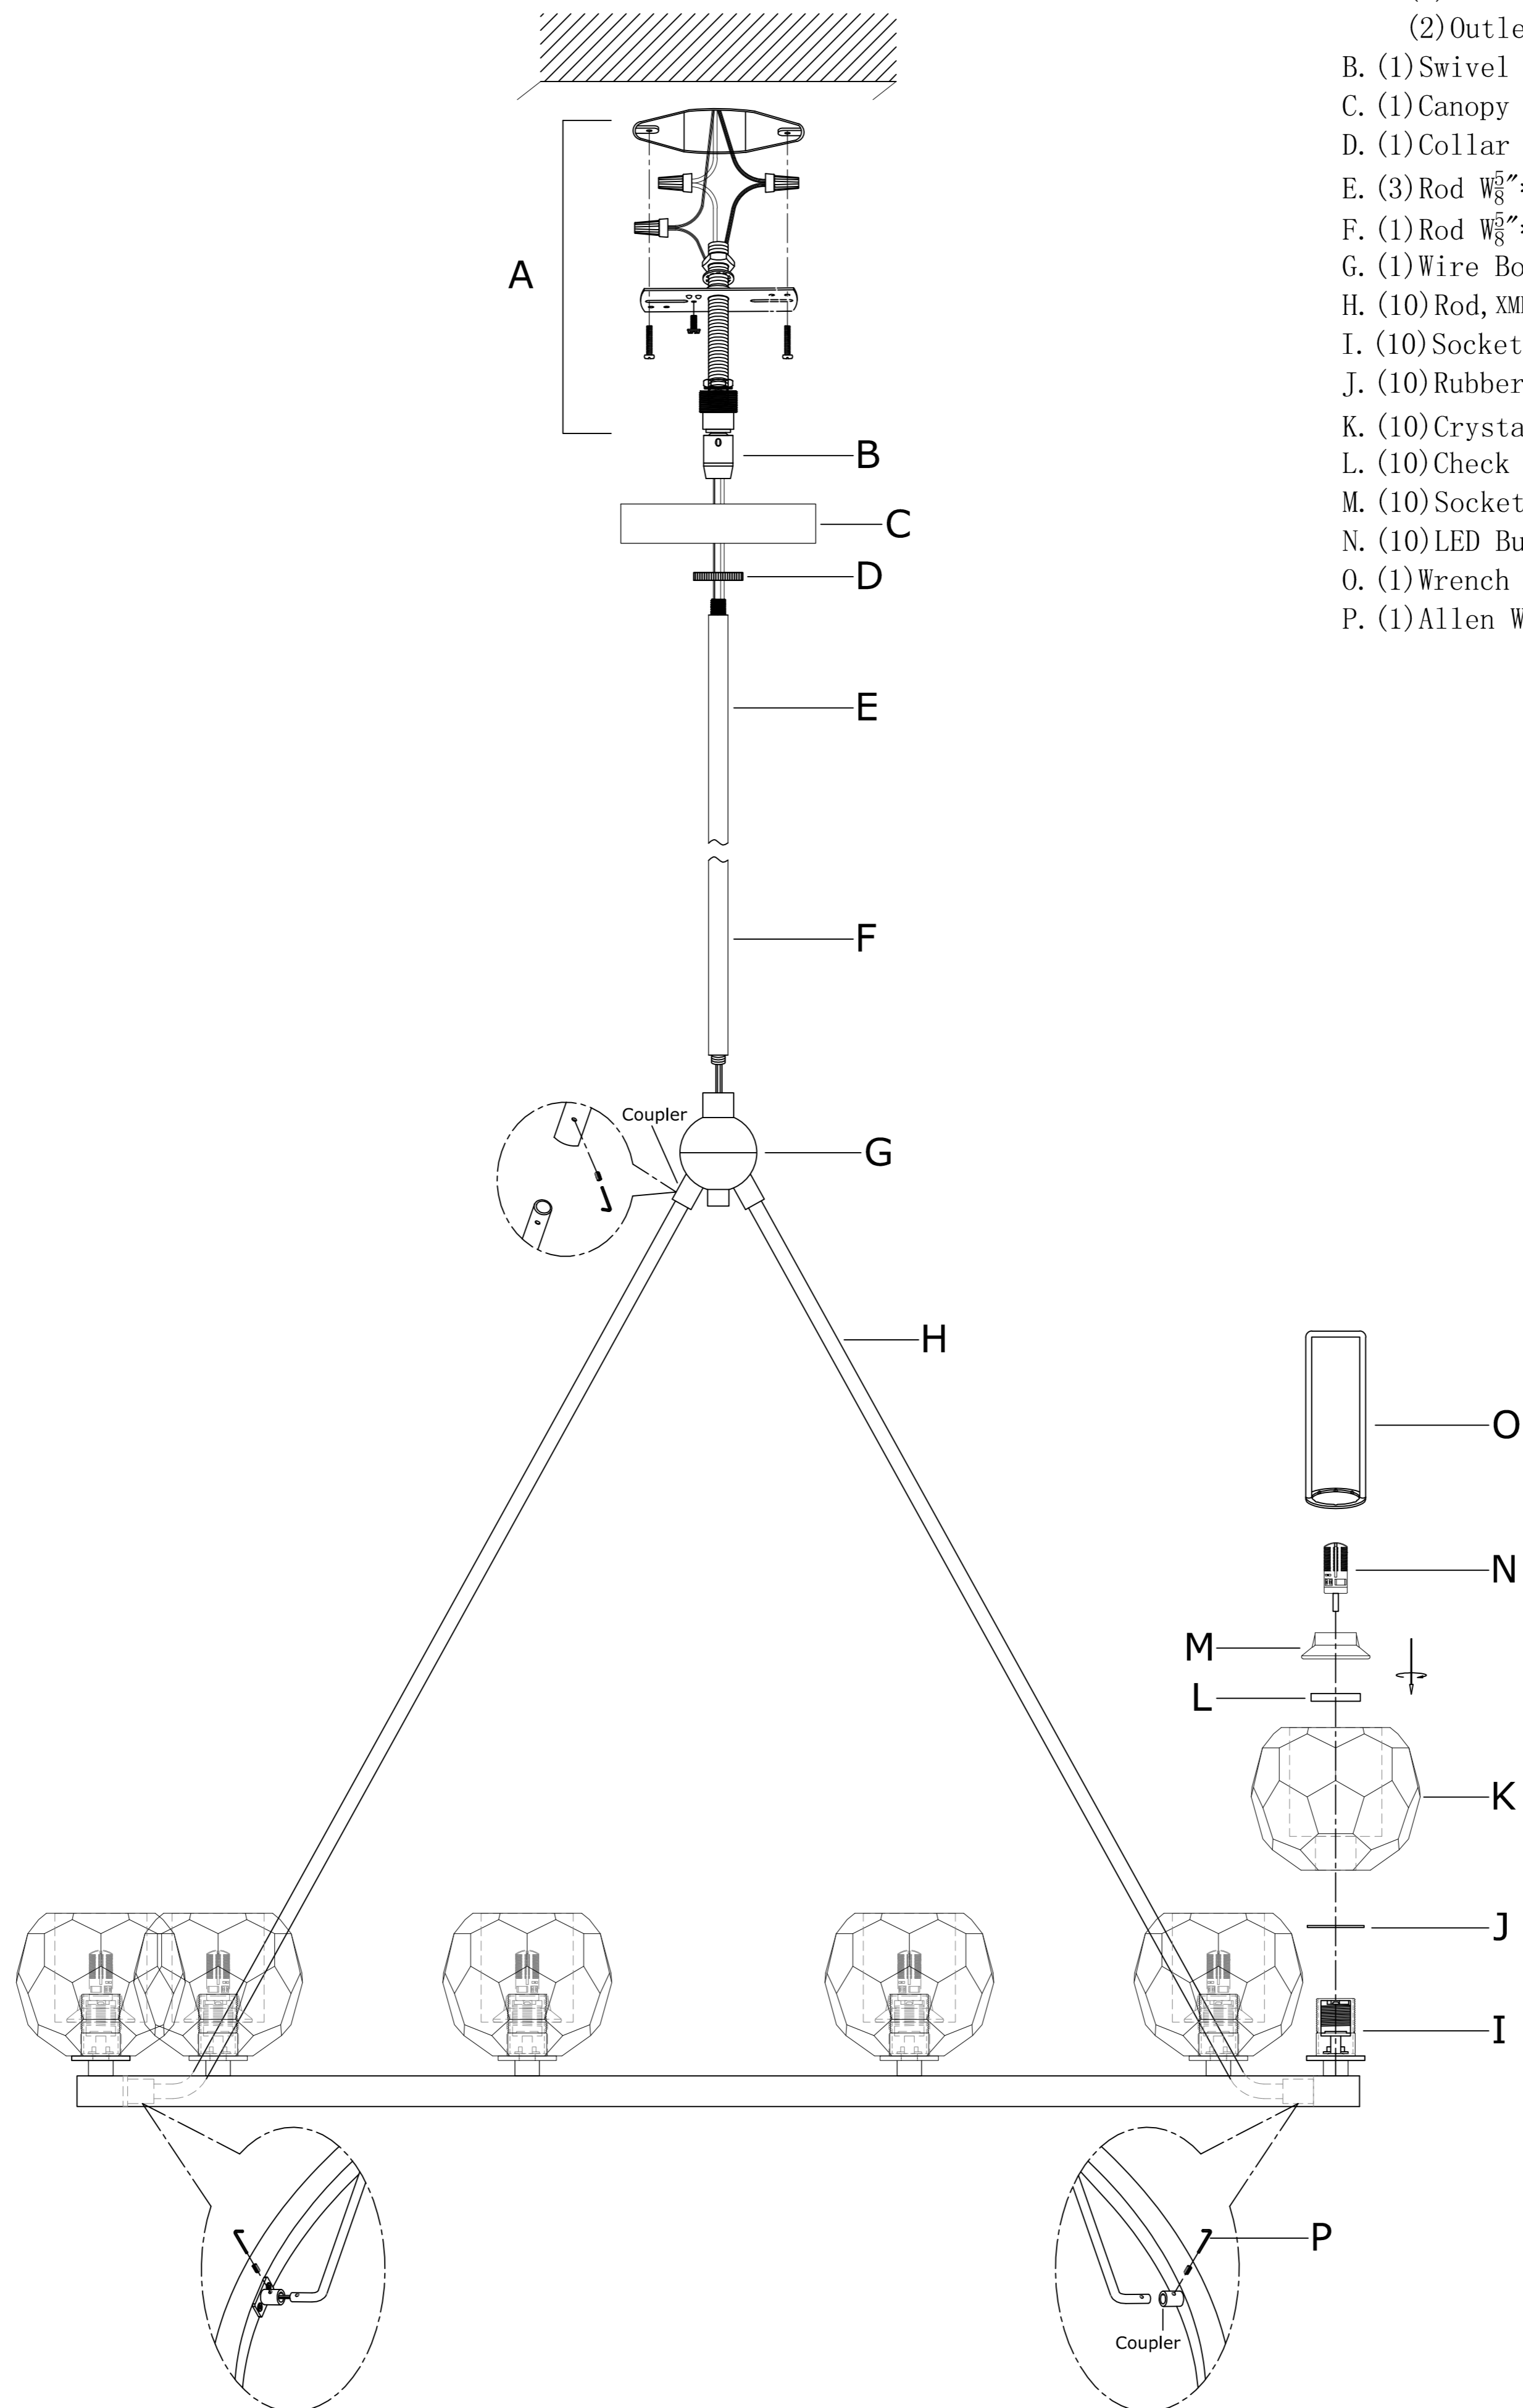 (2)Outle
B.(1)Swivel
C.(1)Canopy
D.(1)Collar
E.(3)Rod W5/8"*
F.(1)Rod W5/8"*
G.(1)Wire Bo
H.(10)Rod,XM
I.(10)Socket
J.(10)Rubber
K.(10)Crysta
L.(10)Check
M.(10)Socket
N.(10)LED Bu
O.(1)Wrench
P.(1)Allen W
A
B
C
D
E
F
Coupler
G
H
O
N
M
L
K
J
I
P
Coupler